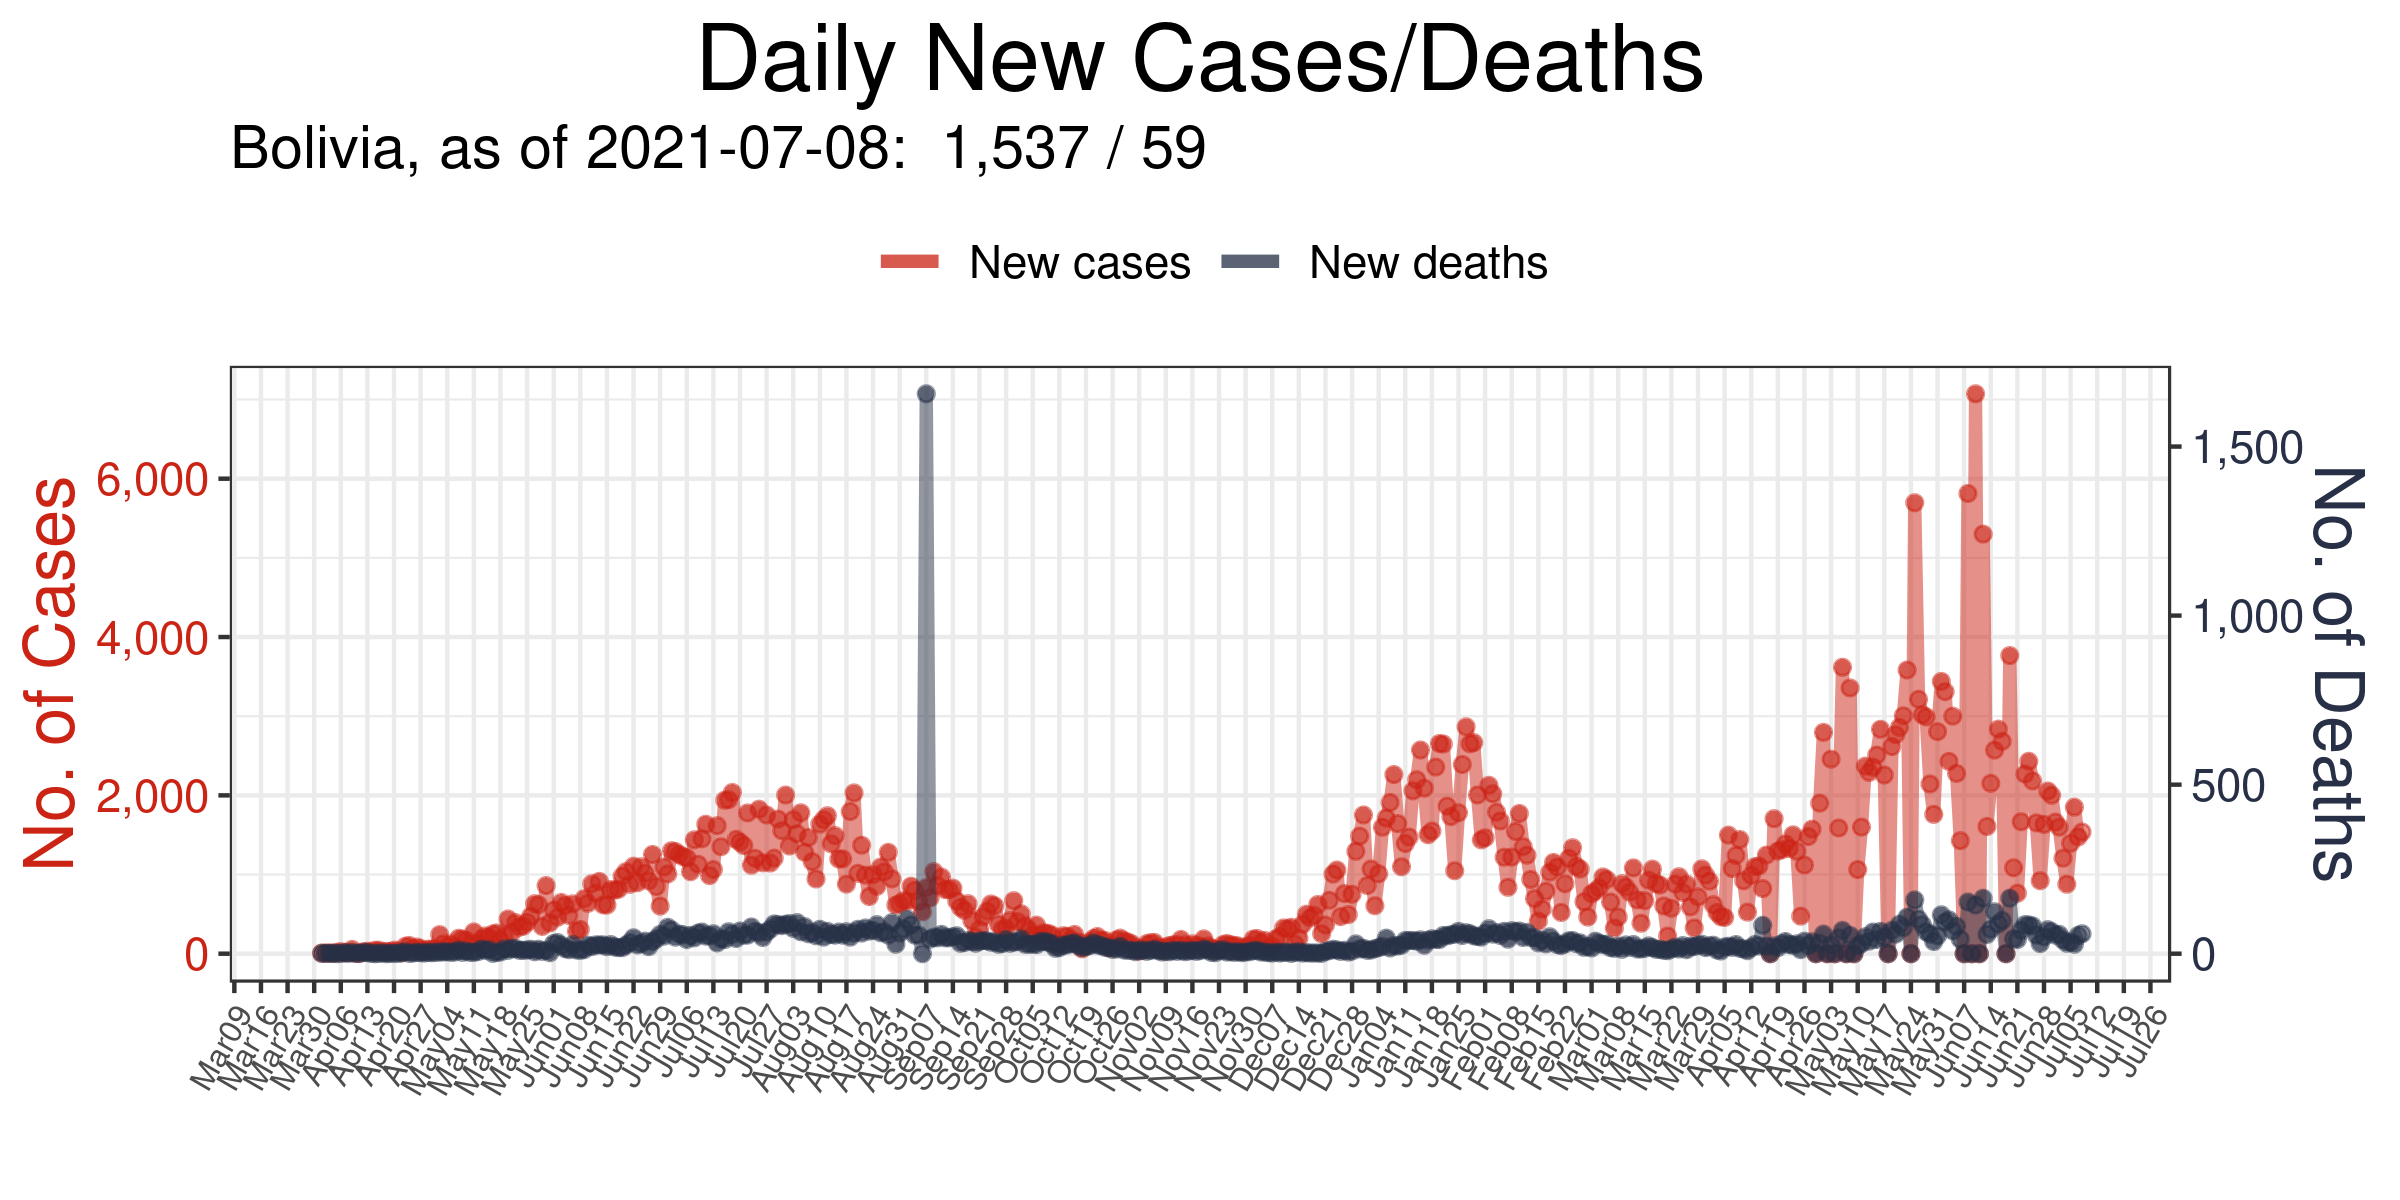 Daily New Cases/Deaths
Bolivia, as of 2021-07-08:  1,537 / 59
New cases
New deaths
No. of Cases
6,000
4,000
2,000
0
1,500
1,000
500
0
No. of Deaths
Mar09
Mar16
Mar23
Mar30
Apr06
Apr13
Apr20
Apr27
May04
May11
May18
May25
Jun01
Jun08
Jun15
Jun22
Jun29
Jul06
Jul13
Jul20
Jul27
Aug03
Aug10
Aug17
Aug24
Aug31
Sep07
Sep14
Sep21
Sep28
Oct05
Oct12
Oct19
Oct26
Nov02
Nov09
Nov16
Nov23
Nov30
Dec07
Dec14
Dec21
Dec28
Jan04
Jan11
Jan18
Jan25
Feb01
Feb08
Feb15
Feb22
Mar01
Mar08
Mar15
Mar22
Mar29
Apr05
Apr12
Apr19
Apr26
May03
May10
May17
May24
May31
Jun07
Jun14
Jun21
Jun28
Jul05
Jul12
Jul19
Jul26